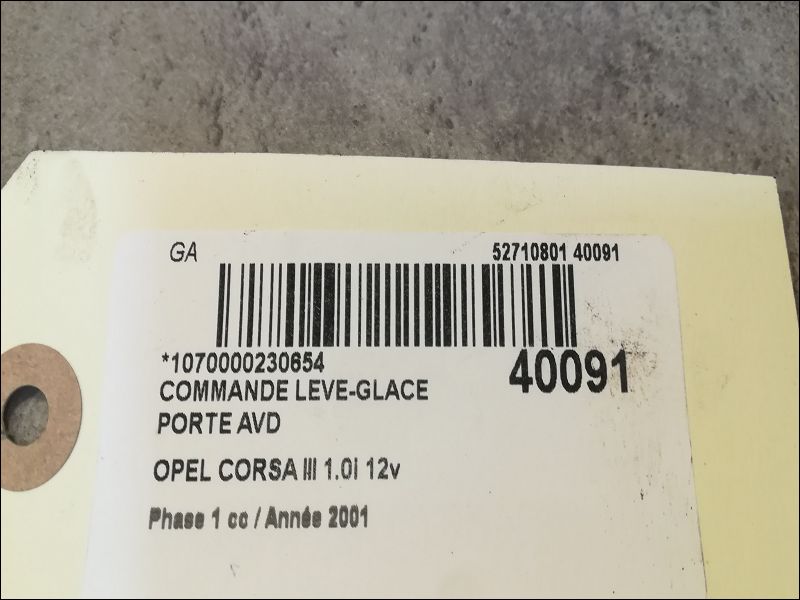 GA 52710801 40091
*1070000230654
40091
COMMANDE LEVE-GLACE
PORTE AVD
OPEL CORSA III 1.0i 12v
Phase 1 cc / Année 2001